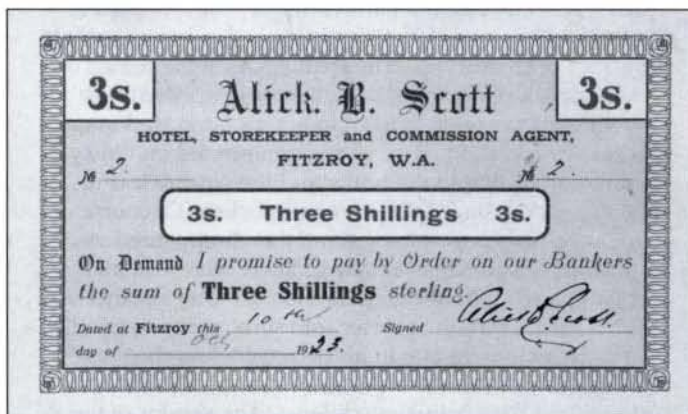 3s. Alick. B. Scott 3s.
HOTEL, STOREKEEPER and COMMISSION AGENT,
FITZROY, W.A.
№ 2. № 2.
3s. Three Shillings 3s.
On Demand I promise to pay by Order on our Bankers
the sum of Three Shillings sterling.
Dated at Fitzroy this 10th Signed Alick B. Scott.
day of Oct 1923.